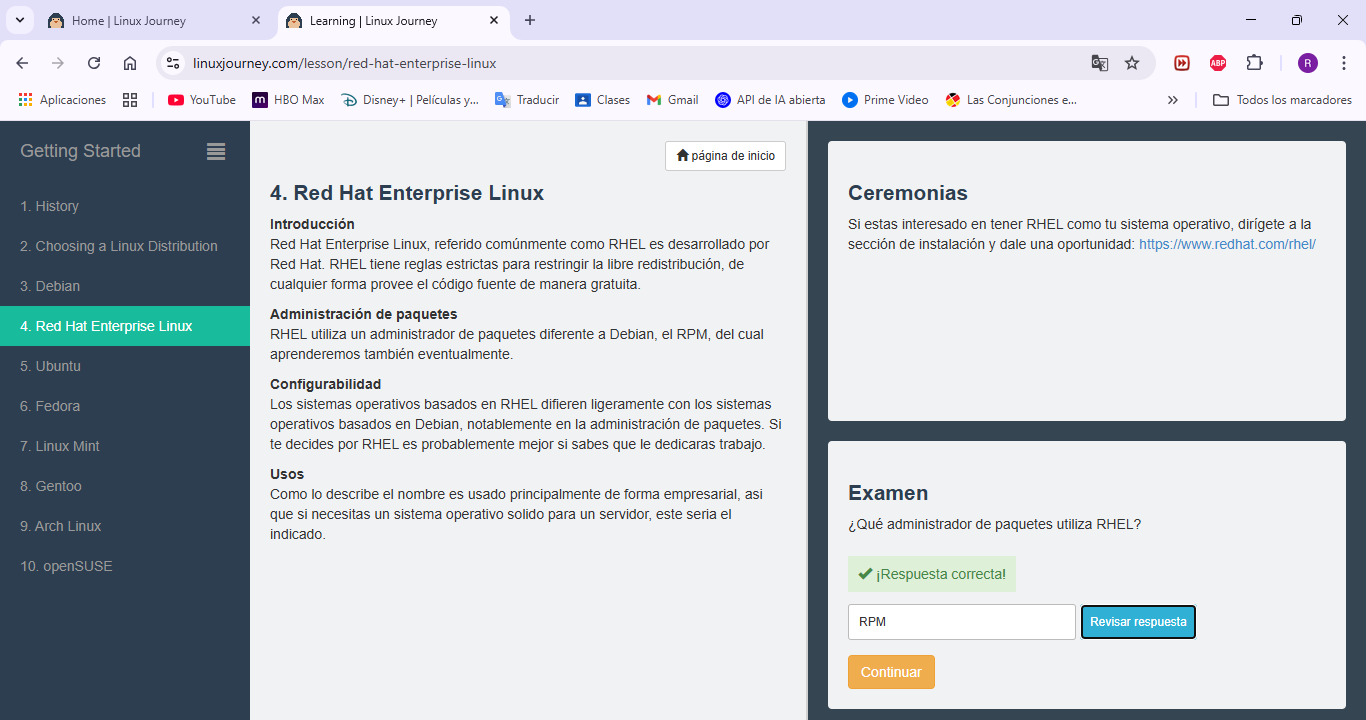 Home | Linux Journey
Learning | Linux Journey
linuxjourney.com/lesson/red-hat-enterprise-linux
ABP
R
Aplicaciones
YouTube
HBO Max
Disney+ | Películas y...
Traducir
Clases
Gmail
API de IA abierta
Prime Video
Las Conjunciones e...
»
Todos los marcadores
Getting Started
1. History
2. Choosing a Linux Distribution
3. Debian
4. Red Hat Enterprise Linux
5. Ubuntu
6. Fedora
7. Linux Mint
8. Gentoo
9. Arch Linux
10. openSUSE
página de inicio
4. Red Hat Enterprise Linux
Introducción
Red Hat Enterprise Linux, referido comúnmente como RHEL es desarrollado por
Red Hat. RHEL tiene reglas estrictas para restringir la libre redistribución, de
cualquier forma provee el código fuente de manera gratuita.
Administración de paquetes
RHEL utiliza un administrador de paquetes diferente a Debian, el RPM, del cual
aprenderemos también eventualmente.
Configurabilidad
Los sistemas operativos basados en RHEL difieren ligeramente con los sistemas
operativos basados en Debian, notablemente en la administración de paquetes. Si
te decides por RHEL es probablemente mejor si sabes que le dedicaras trabajo.
Usos
Como lo describe el nombre es usado principalmente de forma empresarial, asi
que si necesitas un sistema operativo solido para un servidor, este seria el
indicado.
Ceremonias
Si estas interesado en tener RHEL como tu sistema operativo, dirígete a la
sección de instalación y dale una oportunidad: https://www.redhat.com/rhel/
Examen
¿Qué administrador de paquetes utiliza RHEL?
¡Respuesta correcta!
RPM
Revisar respuesta
Continuar